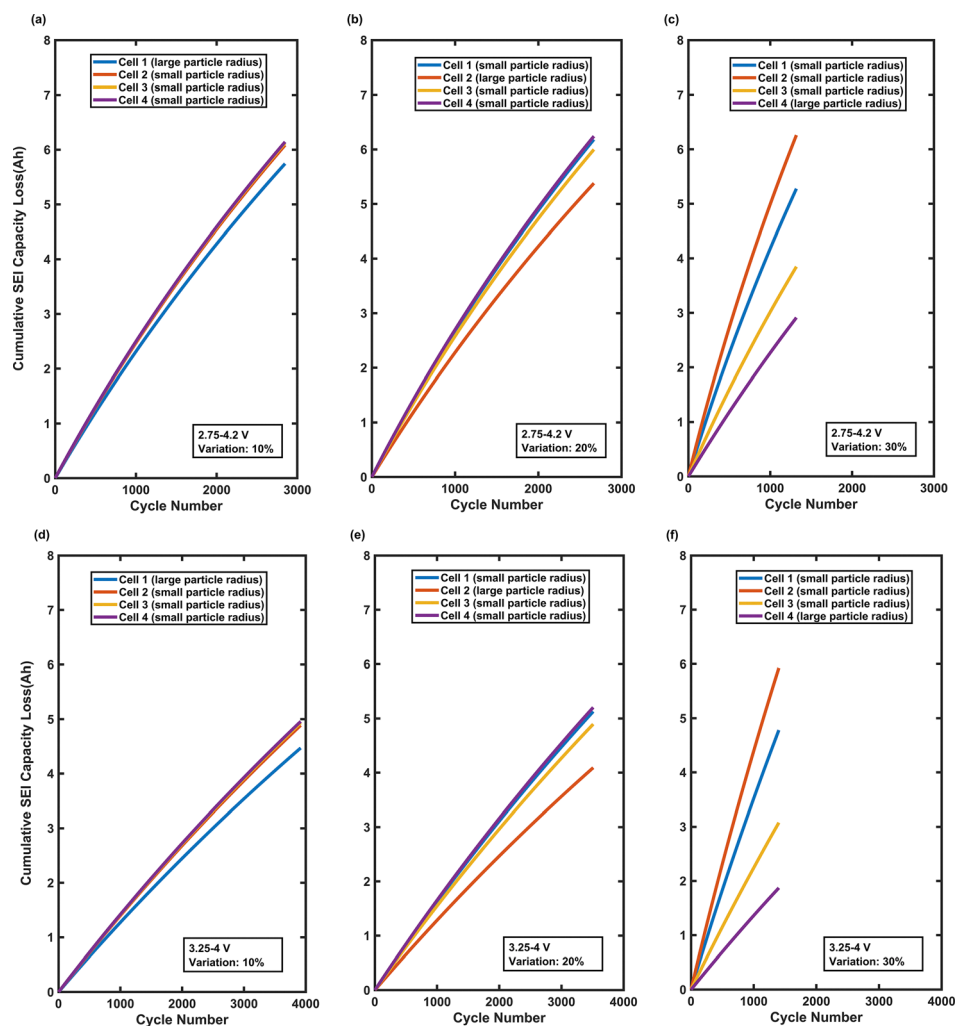 (a)
8
7
6
5
4
3
2
1
0
Cumulative SEI Capacity Loss(Ah)
Cell 1 (large particle radius)
Cell 2 (small particle radius)
Cell 3 (small particle radius)
Cell 4 (small particle radius)
2.75-4.2 V
Variation: 10%
0 1000 2000 3000
Cycle Number
(b)
8
7
6
5
4
3
2
1
0
Cell 1 (small particle radius)
Cell 2 (large particle radius)
Cell 3 (small particle radius)
Cell 4 (small particle radius)
2.75-4.2 V
Variation: 20%
0 1000 2000 3000
Cycle Number
(c)
8
7
6
5
4
3
2
1
0
Cell 1 (small particle radius)
Cell 2 (small particle radius)
Cell 3 (small particle radius)
Cell 4 (large particle radius)
2.75-4.2 V
Variation: 30%
0 1000 2000 3000
Cycle Number
(d)
8
7
6
5
4
3
2
1
0
Cumulative SEI Capacity Loss(Ah)
Cell 1 (large particle radius)
Cell 2 (small particle radius)
Cell 3 (small particle radius)
Cell 4 (small particle radius)
3.25-4 V
Variation: 10%
0 1000 2000 3000 4000
Cycle Number
(e)
8
7
6
5
4
3
2
1
0
Cell 1 (small particle radius)
Cell 2 (large particle radius)
Cell 3 (small particle radius)
Cell 4 (small particle radius)
3.25-4 V
Variation: 20%
0 1000 2000 3000 4000
Cycle Number
(f)
8
7
6
5
4
3
2
1
0
Cell 1 (small particle radius)
Cell 2 (small particle radius)
Cell 3 (small particle radius)
Cell 4 (large particle radius)
3.25-4 V
Variation: 30%
0 1000 2000 3000 4000
Cycle Number